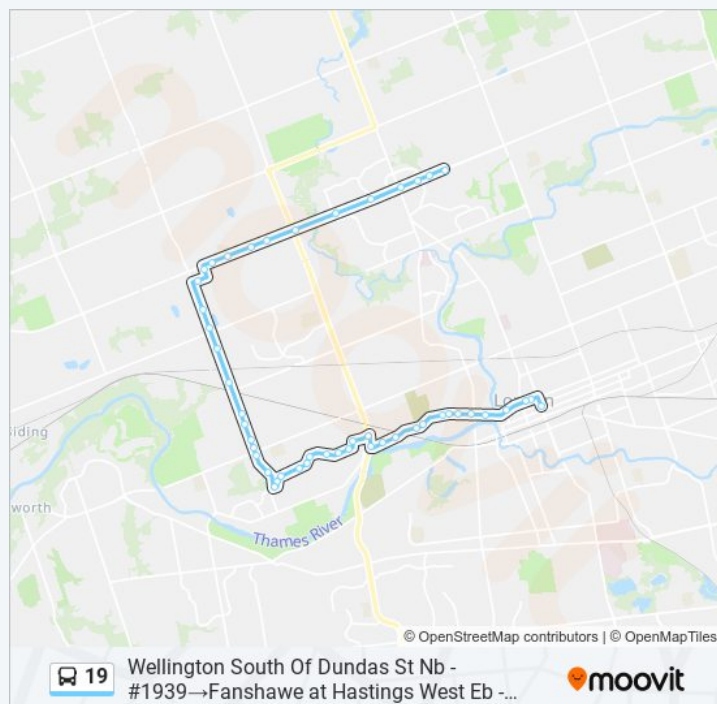 London
Siding
worth
Thames River
© OpenStreetMap contributors | © OpenMapTiles
19
Wellington South Of Dundas St Nb -
#1939→Fanshawe at Hastings West Eb -...
moovit